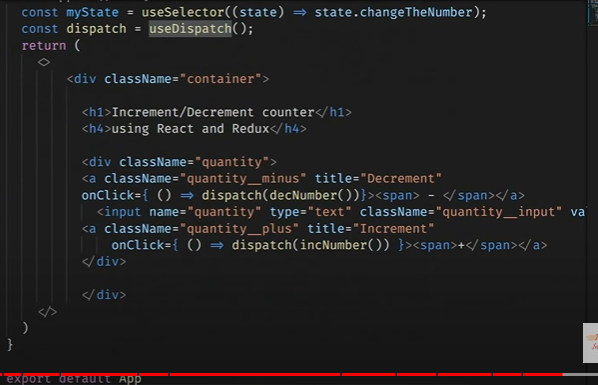 const myState = useSelector((state) => state.changeTheNumber);
const dispatch = useDispatch();
return (
<>
<div className="container">
<h1>Increment/Decrement counter</h1>
<h4>using React and Redux</h4>
<div className="quantity">
<a className="quantity__minus" title="Decrement"
onClick={ () => dispatch(decNumber())}><span> - </span></a>
<input name="quantity" type="text" className="quantity__input" va
<a className="quantity__plus" title="Increment"
onClick={ () => dispatch(incNumber()) }><span>+</span></a>
</div>
</div>
</>
)
}
export default App